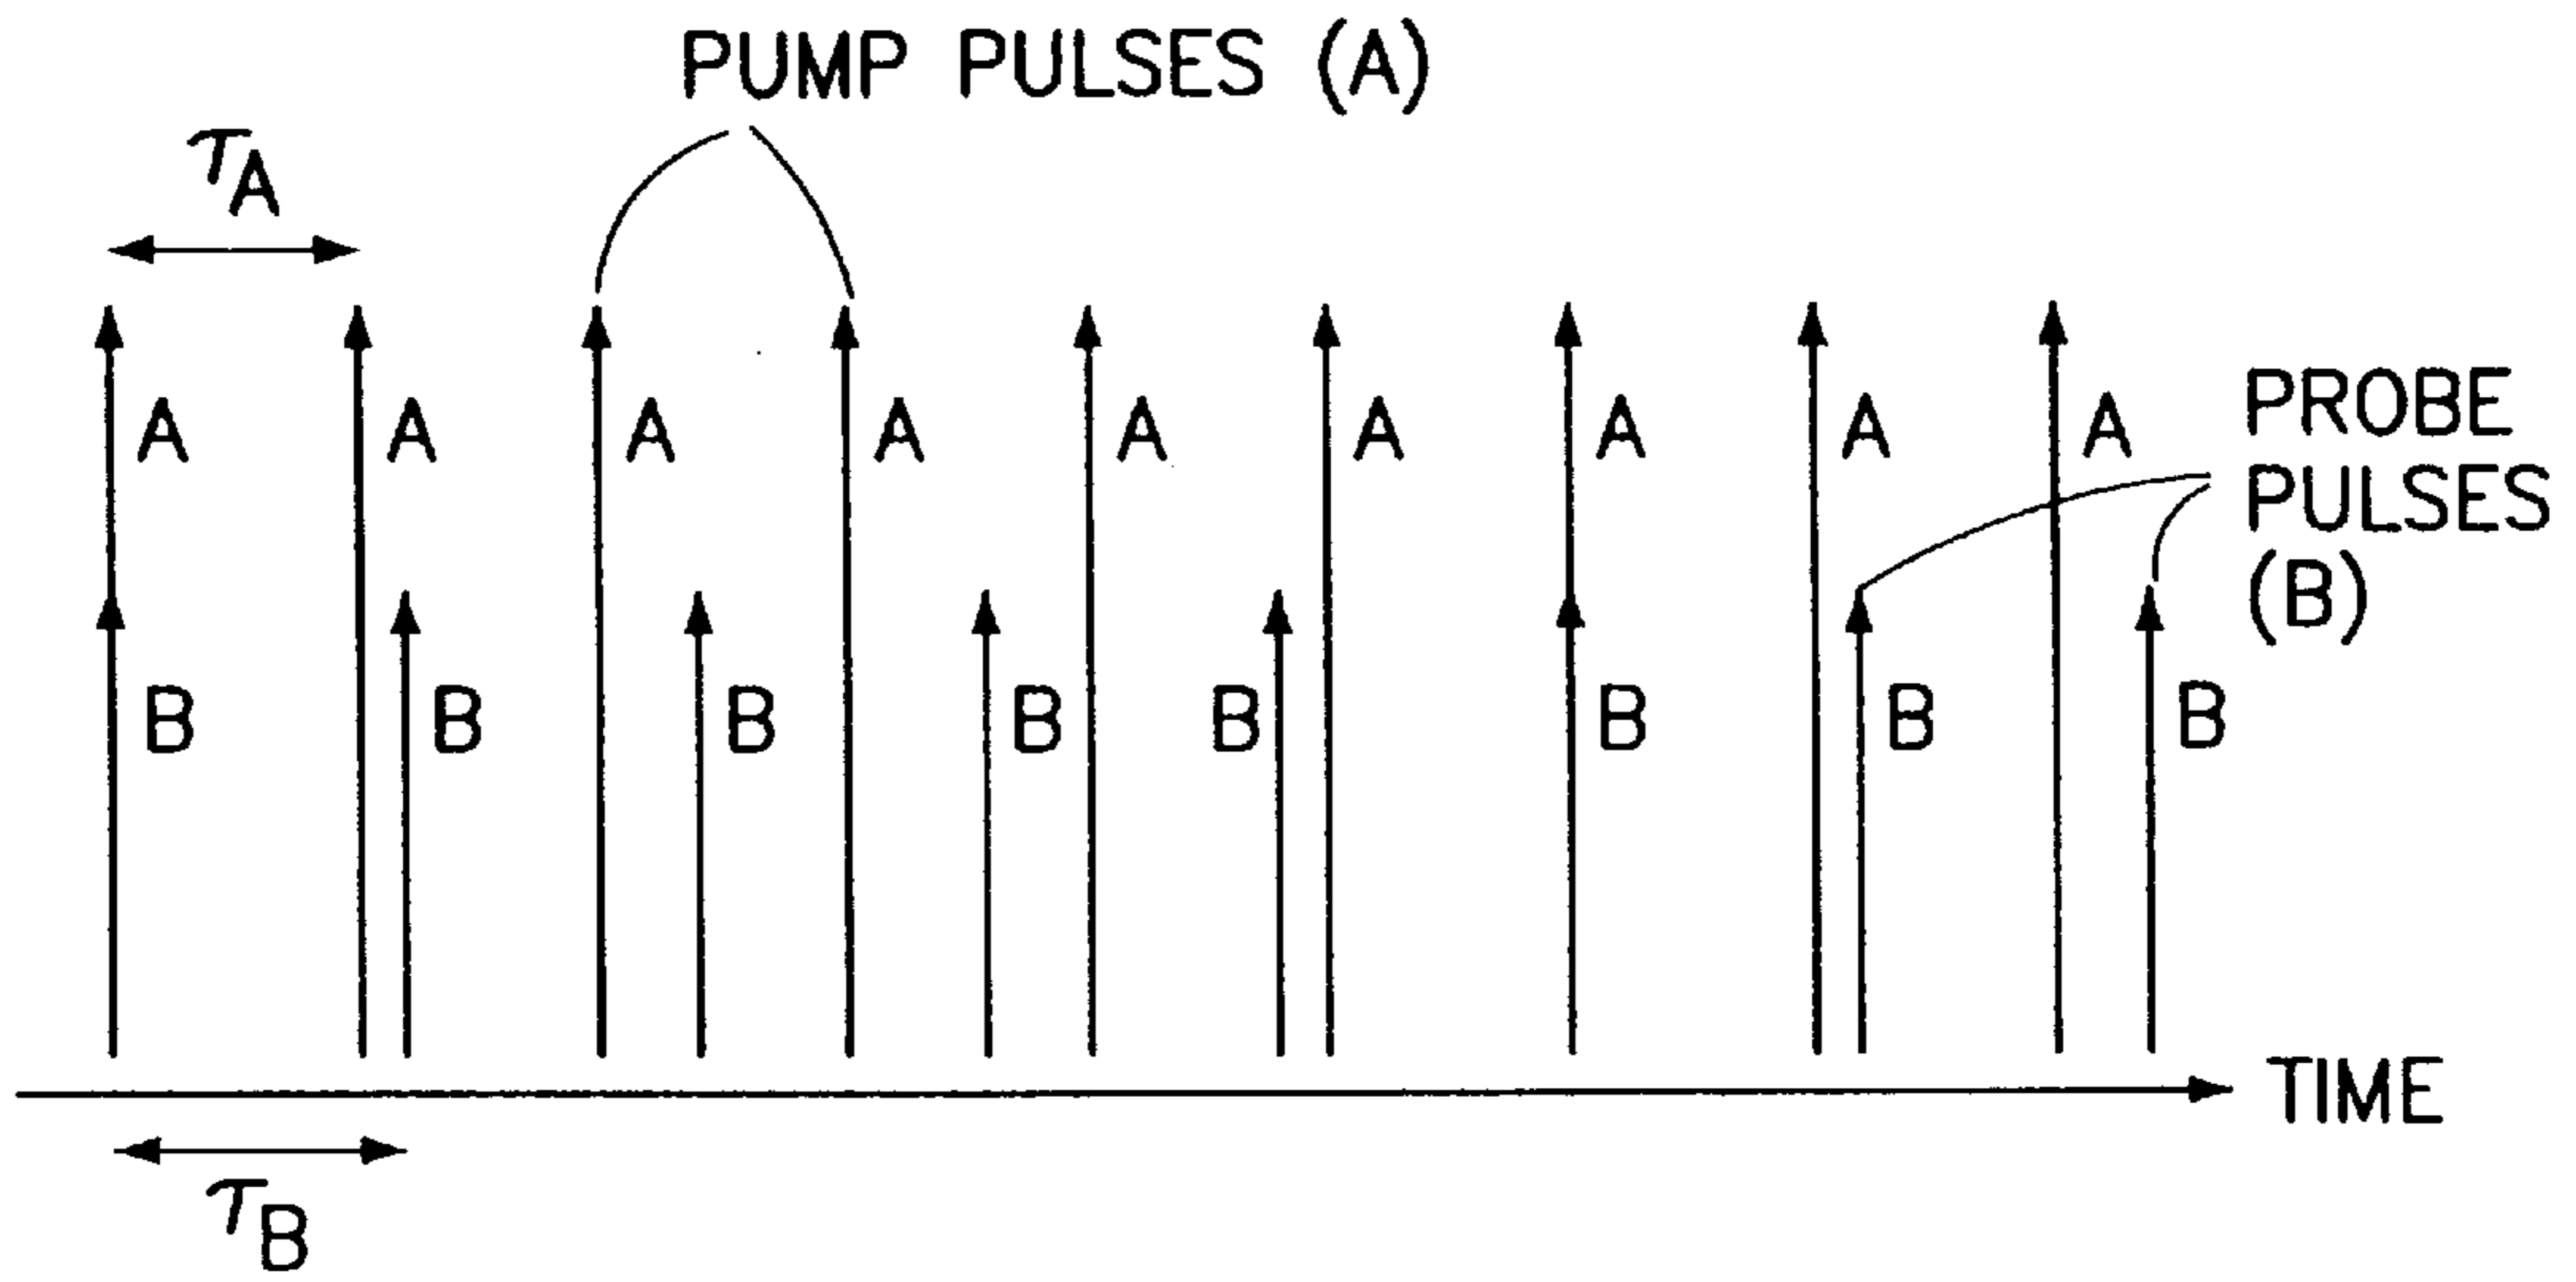 PUMP PULSES (A)
τA
A A A A A A A A A
PROBE
PULSES
(B)
B B B B B B B B
TIME
τB